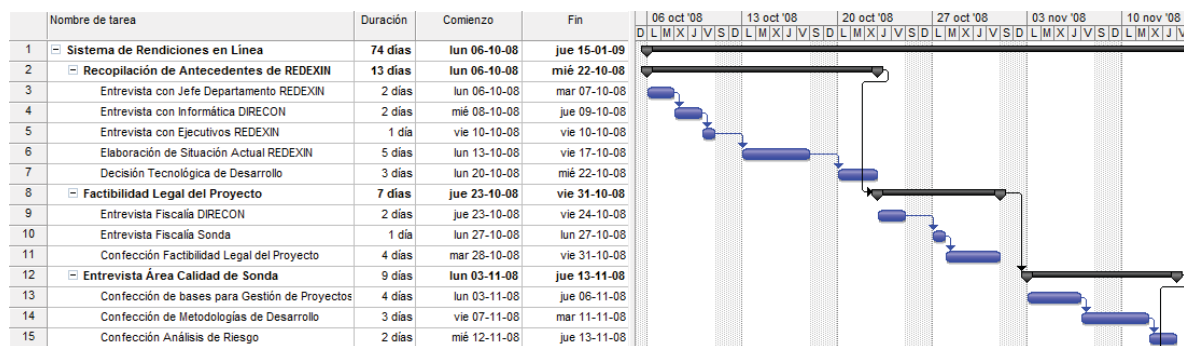 Nombre de tarea Duración Comienzo Fin 06 oct '08 13 oct '08 20 oct '08 27 oct '08 03 nov '08 10 nov '08
D L M X J V S D L M X J V S D L M X J V S D L M X J V S D L M X J V S D L M X J V
1 Sistema de Rendiciones en Línea 74 días lun 06-10-08 jue 15-01-09
2 Recopilación de Antecedentes de REDEXIN 13 días lun 06-10-08 mié 22-10-08
3 Entrevista con Jefe Departamento REDEXIN 2 días lun 06-10-08 mar 07-10-08
4 Entrevista con Informática DIRECON 2 días mié 08-10-08 jue 09-10-08
5 Entrevista con Ejecutivos REDEXIN 1 día vie 10-10-08 vie 10-10-08
6 Elaboración de Situación Actual REDEXIN 5 días lun 13-10-08 vie 17-10-08
7 Decisión Tecnológica de Desarrollo 3 días lun 20-10-08 mié 22-10-08
8 Factibilidad Legal del Proyecto 7 días jue 23-10-08 vie 31-10-08
9 Entrevista Fiscalía DIRECON 2 días jue 23-10-08 vie 24-10-08
10 Entrevista Fiscalía Sonda 1 día lun 27-10-08 lun 27-10-08
11 Confección Factibilidad Legal del Proyecto 4 días mar 28-10-08 vie 31-10-08
12 Entrevista Área Calidad de Sonda 9 días lun 03-11-08 jue 13-11-08
13 Confección de bases para Gestión de Proyectos 4 días lun 03-11-08 jue 06-11-08
14 Confección de Metodologías de Desarrollo 3 días vie 07-11-08 mar 11-11-08
15 Confección Análisis de Riesgo 2 días mié 12-11-08 jue 13-11-08